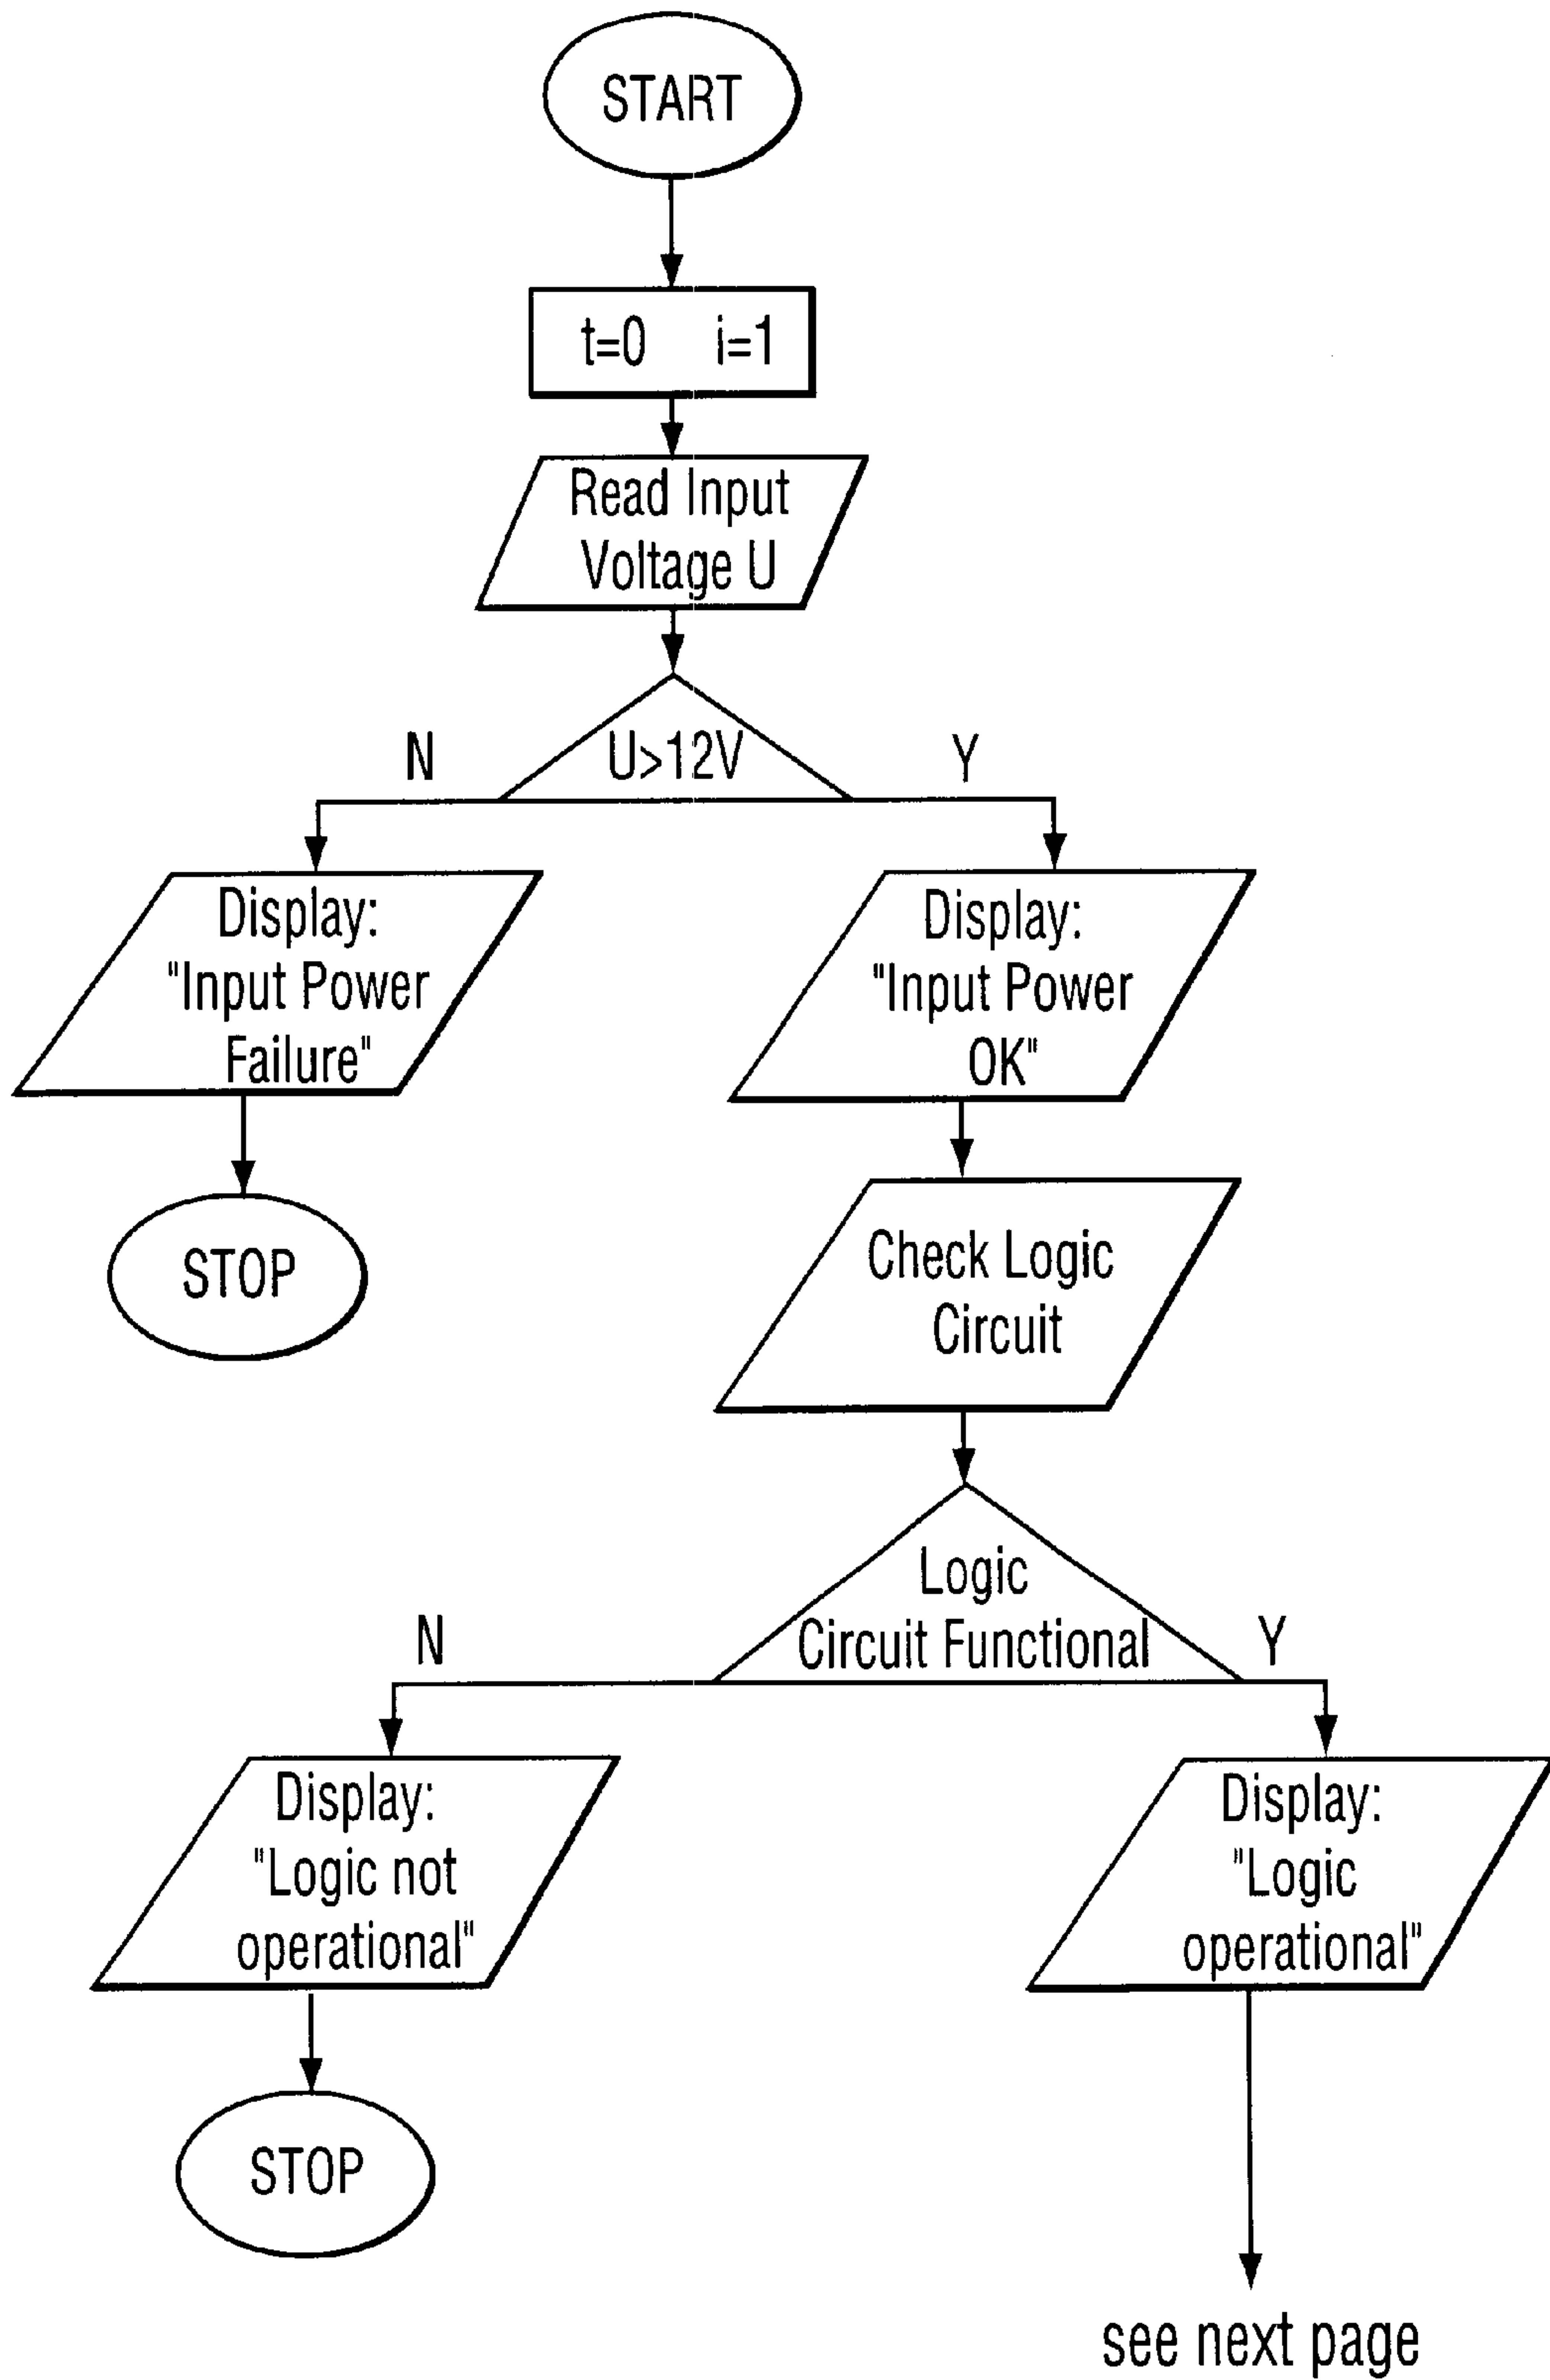 START
t=0 i=1
Read Input
Voltage U
U>12V
N
Y
Display:
"Input Power
Failure"
Display:
"Input Power
OK"
STOP
Check Logic
Circuit
Logic
Circuit Functional
N
Y
Display:
"Logic not
operational"
Display:
"Logic
operational"
STOP
see next page